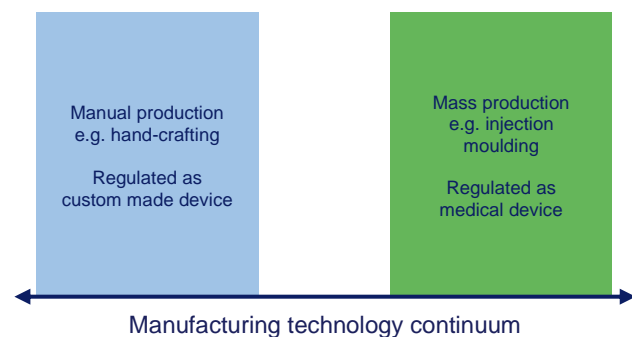 Manual production
e.g. hand-crafting
Regulated as
custom made device
Mass production
e.g. injection
moulding
Regulated as
medical device
Manufacturing technology continuum